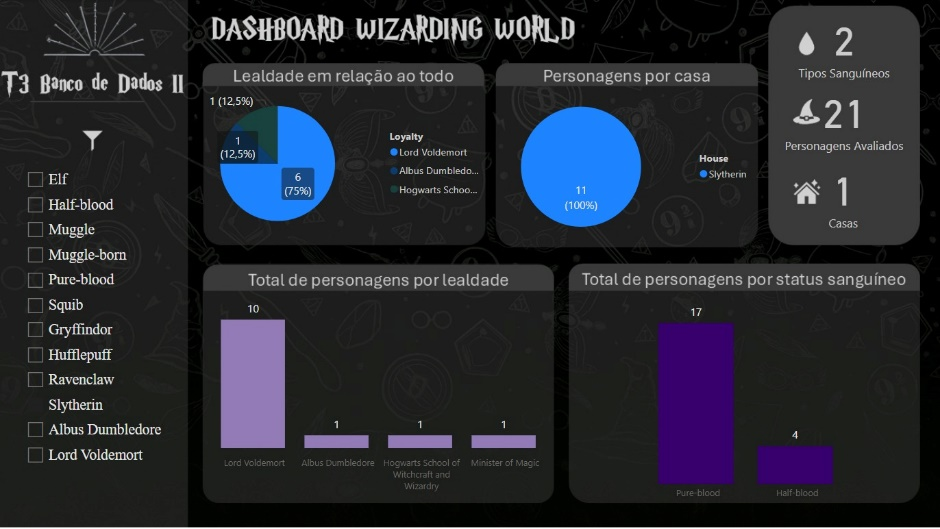 DASHBOARD WIZARDING WORLD
T3 Banco de Dados II
Elf
Half-blood
Muggle
Muggle-born
Pure-blood
Squib
Gryffindor
Hufflepuff
Ravenclaw
Slytherin
Albus Dumbledore
Lord Voldemort
Lealdade em relação ao todo
1 (12,5%)
1
(12,5%)
6
(75%)
Loyalty
Lord Voldemort
Albus Dumbledo...
Hogwarts Schoo...
Personagens por casa
11
(100%)
House
Slytherin
2
Tipos Sanguíneos
21
Personagens Avaliados
1
Casas
Total de personagens por lealdade
10
1
1
1
Lord Voldemort
Albus Dumbledore
Hogwarts School of
Witchcraft and
Wizardry
Minister of Magic
Total de personagens por status sanguíneo
17
4
Pure-blood
Half-blood